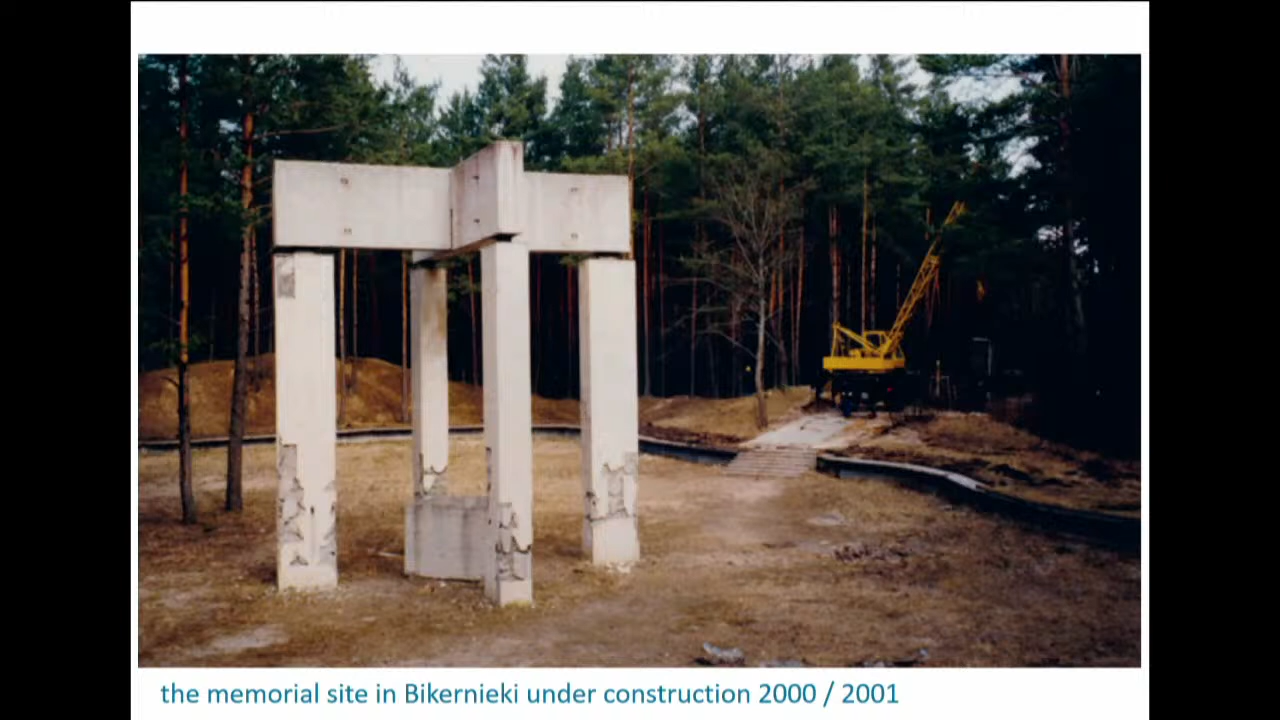 the memorial site in Bikernieki under construction 2000 / 2001